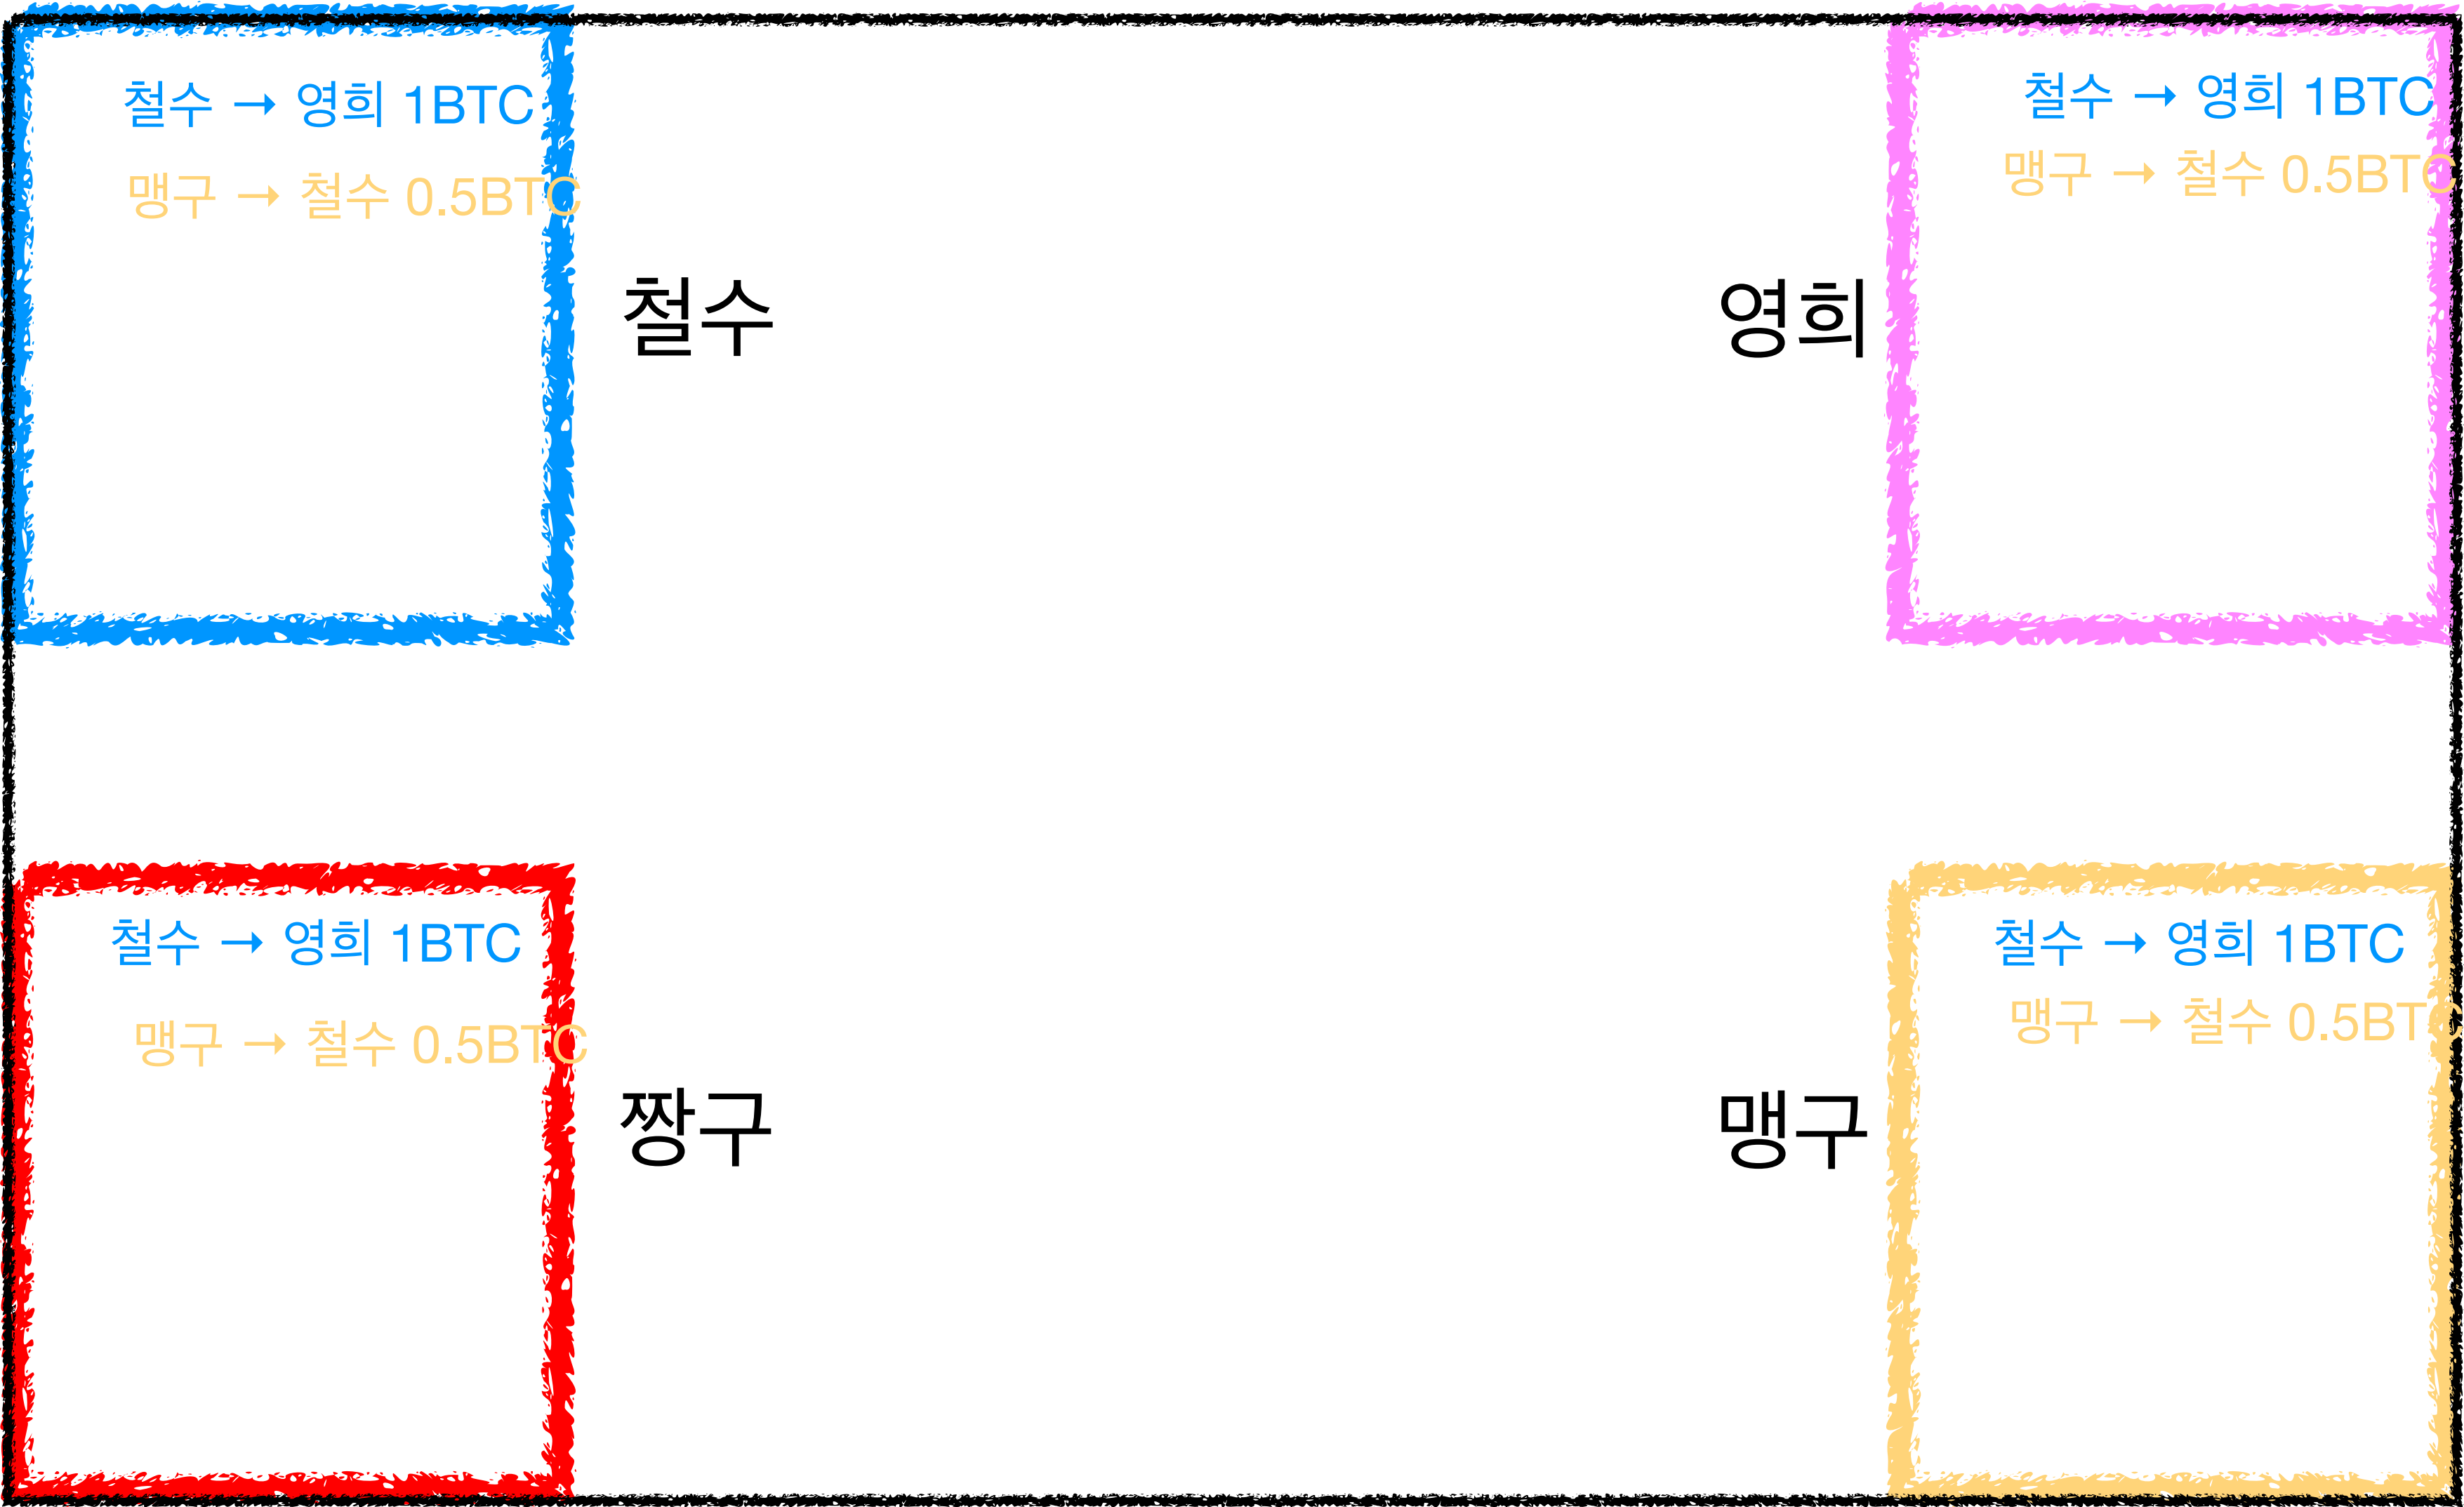 철수 → 영희 1BTC
맹구 → 철수 0.5BTC
철수
철수 → 영희 1BTC
맹구 → 철수 0.5BTC
영희
철수 → 영희 1BTC
맹구 → 철수 0.5BTC
짱구
철수 → 영희 1BTC
맹구 → 철수 0.5BTC
맹구